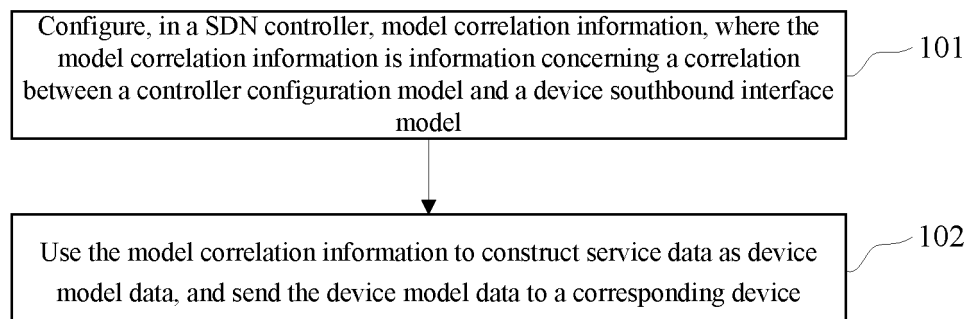 Configure, in a SDN controller, model correlation information, where the
model correlation information is information concerning a correlation
between a controller configuration model and a device southbound interface
model
101
Use the model correlation information to construct service data as device
model data, and send the device model data to a corresponding device
102